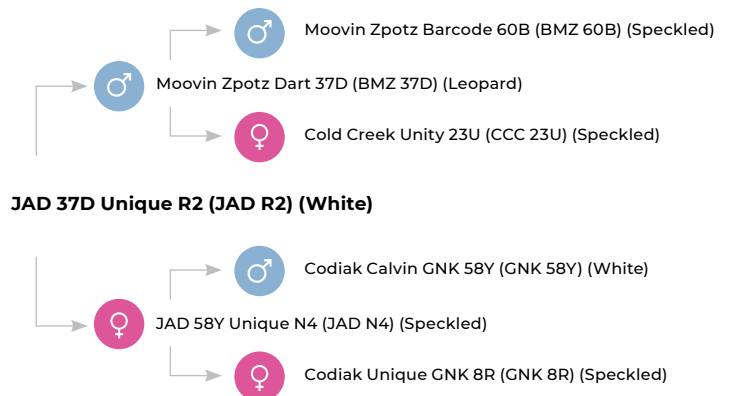 Moovin Zpotz Barcode 60B (BMZ 60B) (Speckled)
Moovin Zpotz Dart 37D (BMZ 37D) (Leopard)
Cold Creek Unity 23U (CCC 23U) (Speckled)
JAD 37D Unique R2 (JAD R2) (White)
Codiak Calvin GNK 58Y (GNK 58Y) (White)
JAD 58Y Unique N4 (JAD N4) (Speckled)
Codiak Unique GNK 8R (GNK 8R) (Speckled)